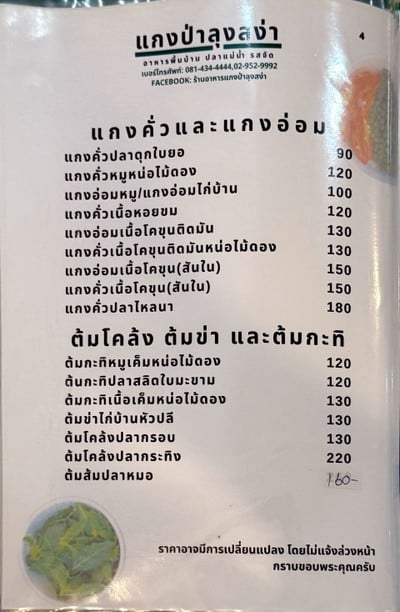 แกงป่าลุงสง่า
4
อาหารพื้นบ้าน ปลาแม่น้ำ รสจัด
เบอร์โทรศัพท์: 081-434-4444,02-952-9992
FACEBOOK: ร้านอาหารแกงป่าลุงสง่า
แกงคั่วและแกงอ่อม
แกงคั่วปลาดุกใบยอ 90
แกงคั่วหมูหน่อไม้ดอง 120
แกงอ่อมหมู/แกงอ่อมไก่บ้าน 100
แกงคั่วเนื้อหอยขม 120
แกงอ่อมเนื้อโคขุนติดมัน 130
แกงคั่วเนื้อโคขุนติดมันหน่อไม้ดอง 130
แกงอ่อมเนื้อโคขุน(สันใน) 150
แกงคั่วเนื้อโคขุน(สันใน) 150
แกงคั่วปลาไหลนา 180
ต้มโคล้ง ต้มข่า และต้มกะทิ
ต้มกะทิหมูเค็มหน่อไม้ดอง 120
ต้นกะทิปลาสลิดใบมะขาม 120
ต้มกะทิเนื้อเค็มหน่อไม้ดอง 130
ต้มข่าไก่บ้านหัวปลี 130
ต้มโคล้งปลากรอบ 130
ต้มโคล้งปลากระทิง 220
ต้มส้มปลาหมอ 160-
ราคาอาจมีการเปลี่ยนแปลง โดยไม่แจ้งล่วงหน้า
กราบขอบพระคุณครับ